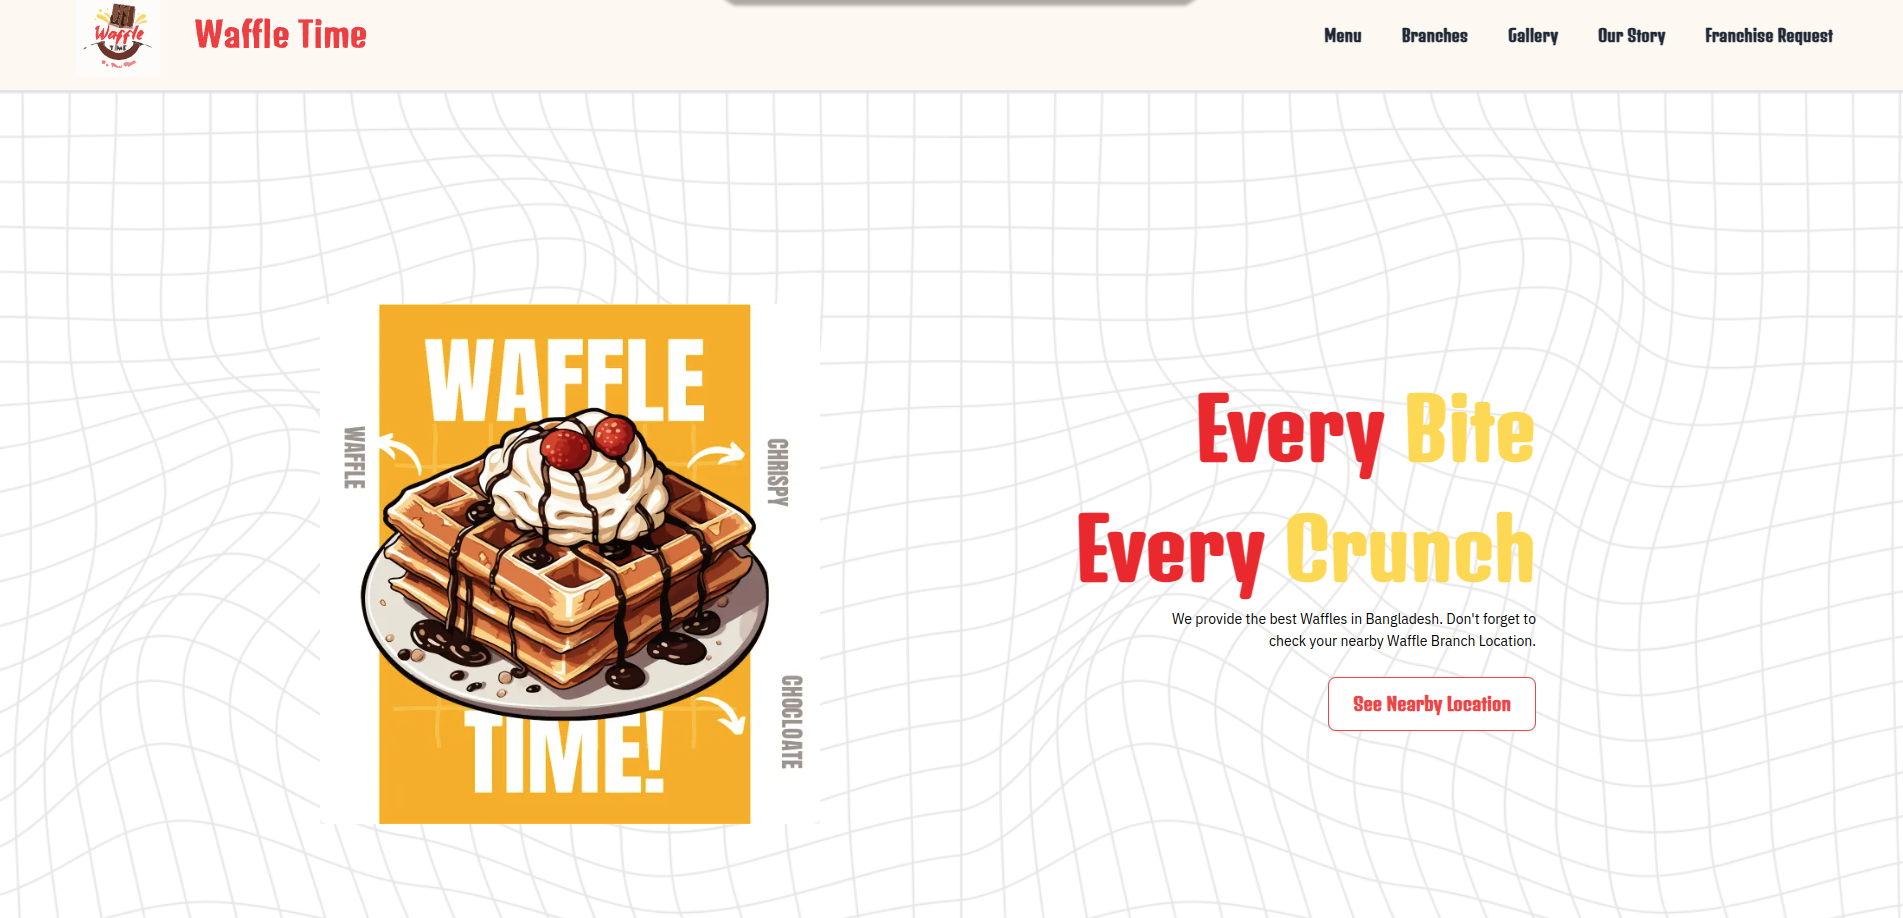 Waffle
TIME
Waffle Time
Menu
Branches
Gallery
Our Story
Franchise Request
WAFFLE
WAFFLE
CHRISPY
CHOCLOATE
TIME!
Every Bite
Every Crunch
We provide the best Waffles in Bangladesh. Don't forget to
check your nearby Waffle Branch Location.
See Nearby Location